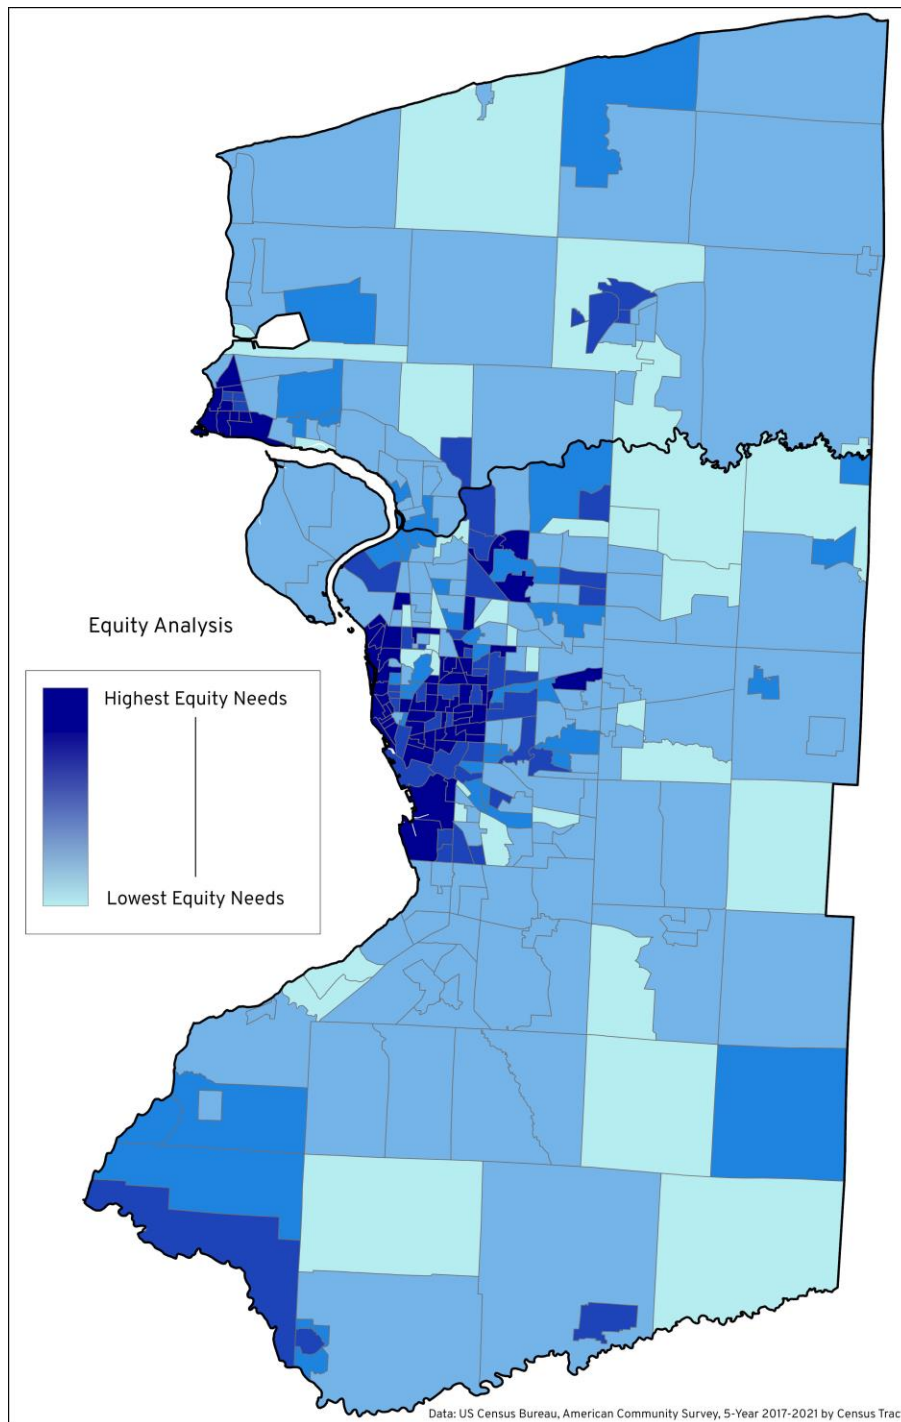 Equity Analysis
Highest Equity Needs
Lowest Equity Needs
Data: US Census Bureau, American Community Survey, 5-Year 2017-2021 by Census Trac